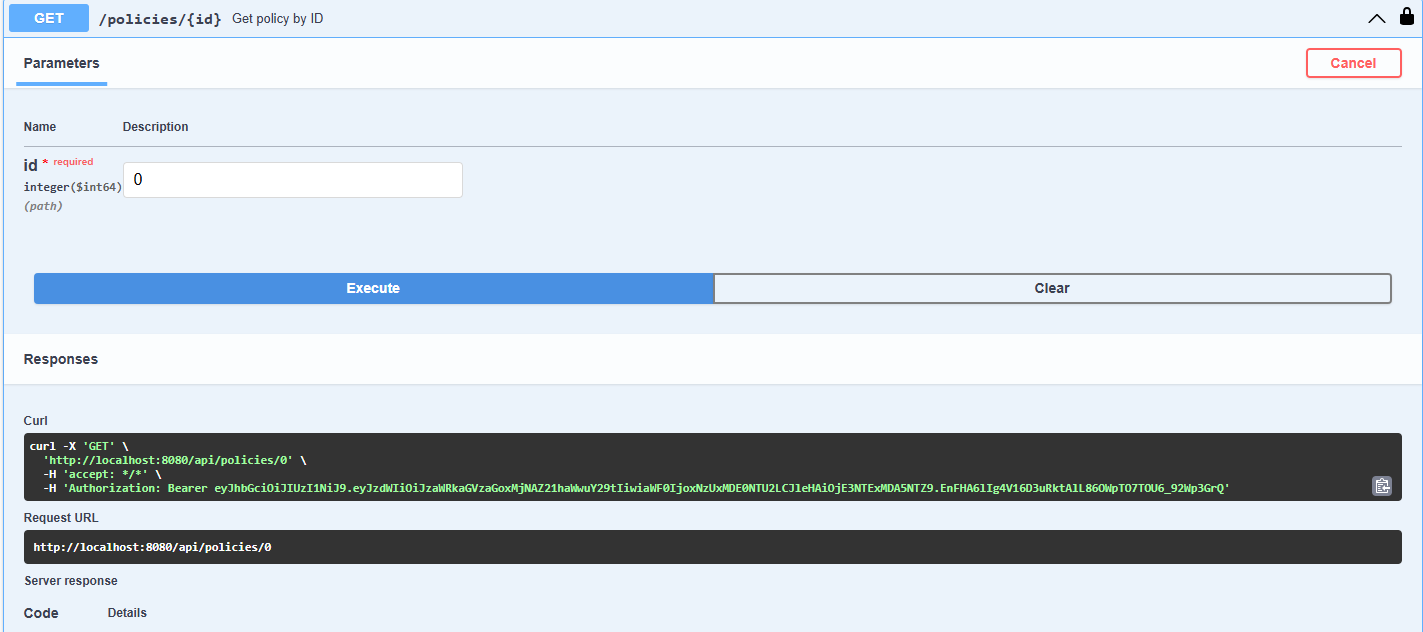 GET /policies/{id} Get policy by ID
Parameters
Cancel
Name Description
id * required
integer($int64)
(path)
0
Execute
Clear
Responses
Curl
curl -X 'GET' \
'http://localhost:8080/api/policies/0' \
-H 'accept: */*' \
-H 'Authorization: Bearer eyJhbGciOiJIUzI1NiJ9.eyJzdWIiOiJzaWRkaGVzaGoxMjNAZ21haWwuY29tIiwiaWF0IjoxNzUxMDE0NTU2LCJleHAiOjE3NTExMDA5NTZ9.EnFHA6lIg4V16D3uRktAlL86OWpTO7TOU6_92Wp3GrQ'
Request URL
http://localhost:8080/api/policies/0
Server response
Code Details